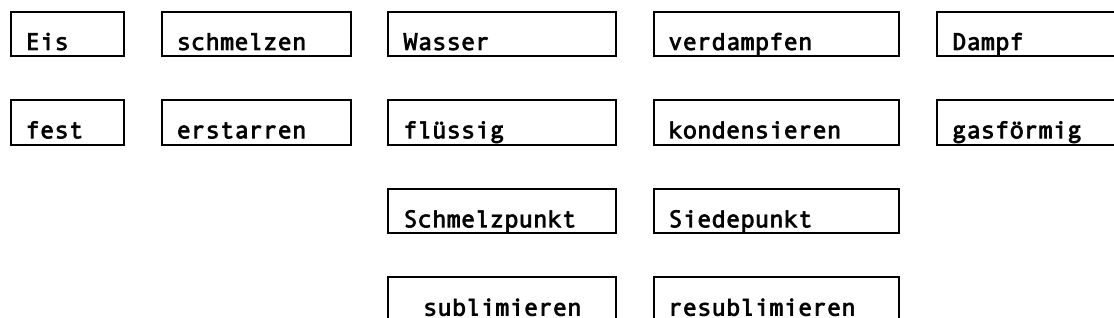 Eis schmelzen Wasser verdampfen Dampf
fest erstarren flüssig kondensieren gasförmig
Schmelzpunkt Siedepunkt
sublimieren resublimieren